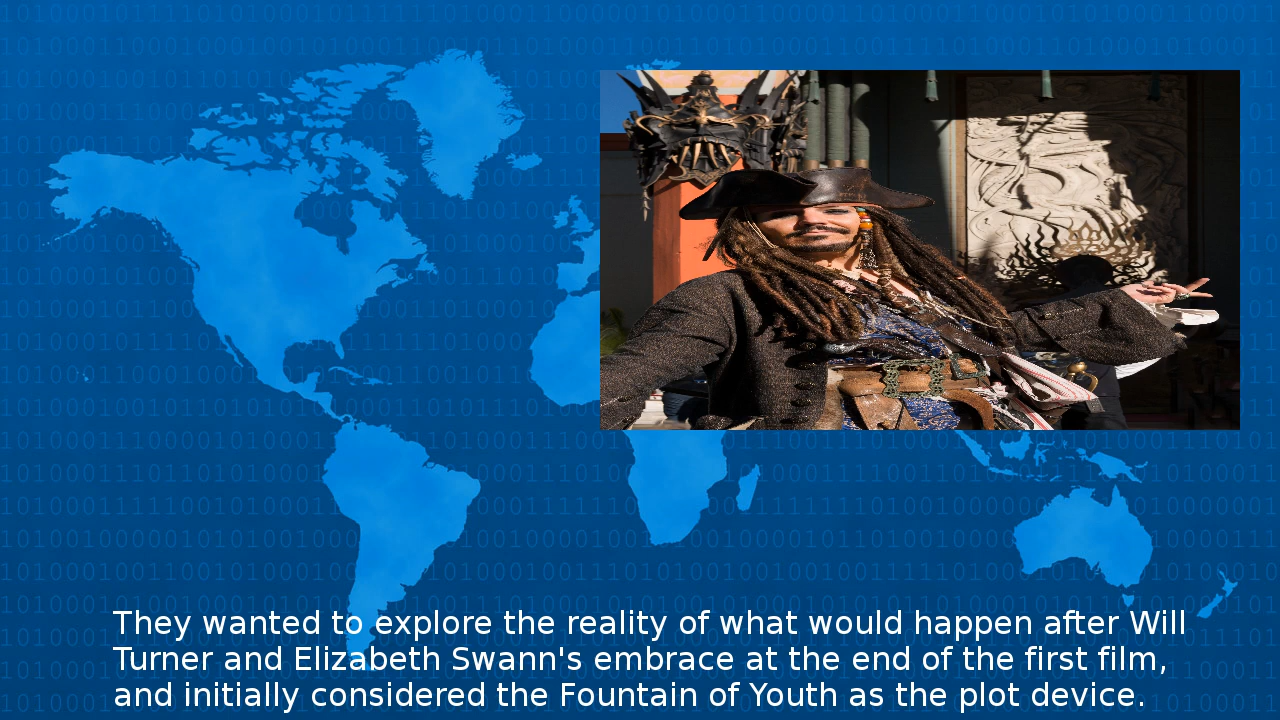 They wanted to explore the reality of what would happen after Will
Turner and Elizabeth Swann's embrace at the end of the first film,
and initially considered the Fountain of Youth as the plot device.